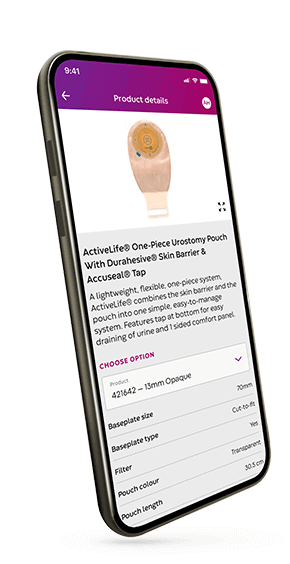 9:41
Product details
AH
ActiveLife® One-Piece Urostomy Pouch
With Durahesive® Skin Barrier &
Accuseal® Tap
A lightweight, flexible, one-piece system,
ActiveLife® combines the skin barrier and the
pouch into one simple, easy-to-manage
system. Features tap at bottom for easy
draining of urine and 1 sided comfort panel.
CHOOSE OPTION
Product
421642 – 13mm Opaque
Baseplate size 70mm
Baseplate type Cut-to-fit
Filter Yes
Pouch colour Transparent
Pouch length 30.5 cm